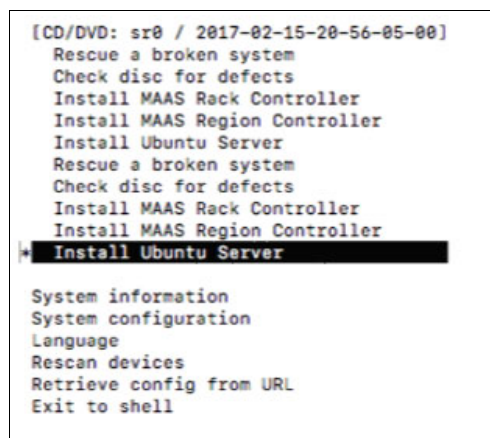 [CD/DVD: sr0 / 2017-02-15-20-56-05-00]
Rescue a broken system
Check disc for defects
Install MAAS Rack Controller
Install MAAS Region Controller
Install Ubuntu Server
Rescue a broken system
Check disc for defects
Install MAAS Rack Controller
Install MAAS Region Controller
* Install Ubuntu Server
System information
System configuration
Language
Rescan devices
Retrieve config from URL
Exit to shell